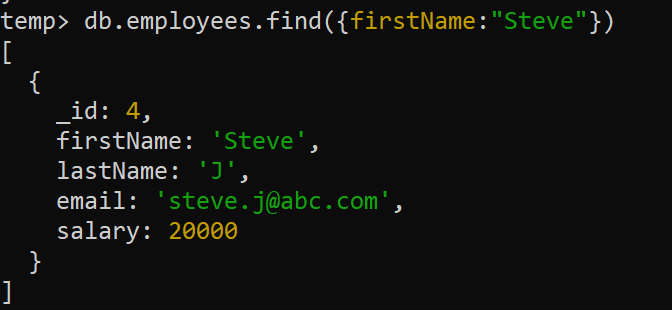 temp> db.employees.find({firstName:"Steve"})
[
  {
    _id: 4,
    firstName: 'Steve',
    lastName: 'J',
    email: 'steve.j@abc.com',
    salary: 20000
  }
]